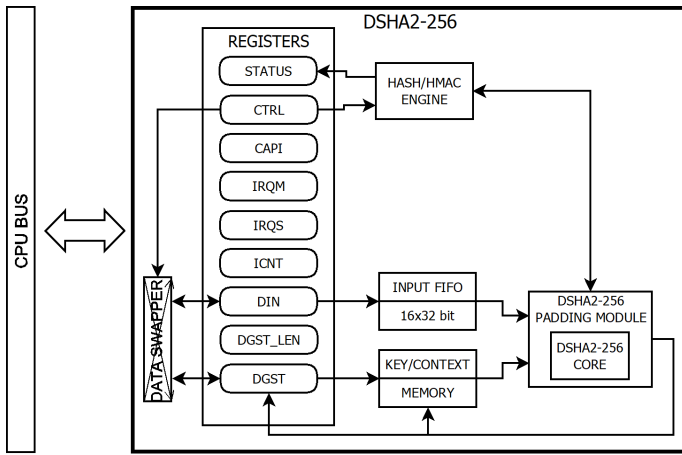 DSHA2-256
CPU BUS
REGISTERS
STATUS
CTRL
CAPI
IRQM
IRQS
ICNT
DIN
DGST_LEN
DGST
DATA SWAPPER
HASH/HMAC
ENGINE
INPUT FIFO
16x32 bit
KEY/CONTEXT
MEMORY
DSHA2-256
PADDING MODULE
DSHA2-256
CORE